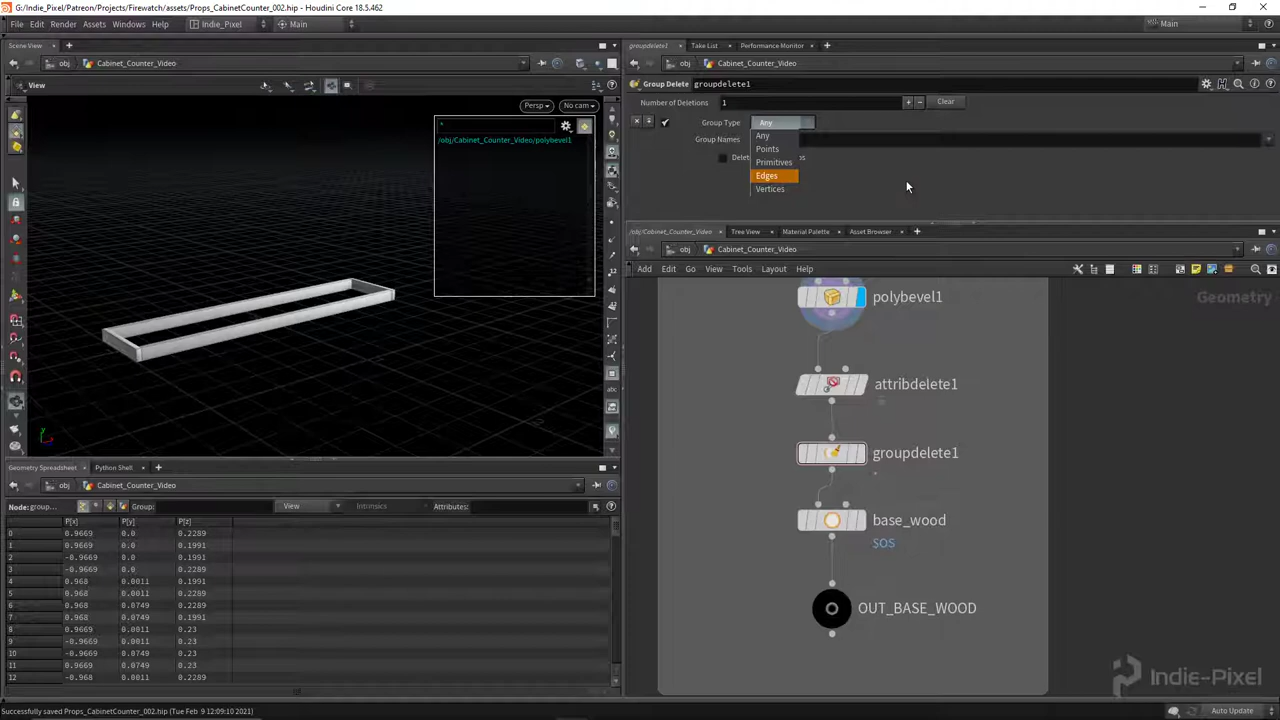 G:/Indie_Pixel/Patreon/Projects/Firewatch/assets/Props_CabinetCounter_002.hip - Houdini Core 18.5.462
File Edit Render Assets Windows Help Indie_Pixel Main Main
Scene View
obj Cabinet_Counter_Video
View
Persp No cam
*
/obj/Cabinet_Counter_Video/polybevel1
groupdelete1 Take List Performance Monitor
obj Cabinet_Counter_Video
Group Delete groupdelete1
Number of Deletions 1 Clear
Group Type Any
Any
Group Names
Points
Primitives
Edges
Vertices
/obj/Cabinet_Counter_Video Tree View Material Palette Asset Browser
obj Cabinet_Counter_Video
Add Edit Go View Tools Layout Help
Geometry
polybevel1
attribdelete1
groupdelete1
base_wood
SOS
OUT_BASE_WOOD
abc
Geometry Spreadsheet Python Shell
obj Cabinet_Counter_Video
Node: group... Group: View Intrinsics Attributes:
P[x] P[y] P[z]
0 0.9669 0.0 0.2289
1 0.9669 0.0 0.1991
2 -0.9669 0.0 0.1991
3 -0.9669 0.0 0.2289
4 0.968 0.0011 0.1991
5 0.968 0.0011 0.2289
6 0.968 0.0749 0.2289
7 0.968 0.0749 0.1991
8 0.9669 0.0011 0.23
9 -0.9669 0.0011 0.23
10 -0.9669 0.0749 0.23
11 0.9669 0.0749 0.23
12 -0.968 0.0011 0.2289
Indie-Pixel
Successfully saved Props_CabinetCounter_002.hip (Tue Feb 9 12:09:10 2021)
Auto Update